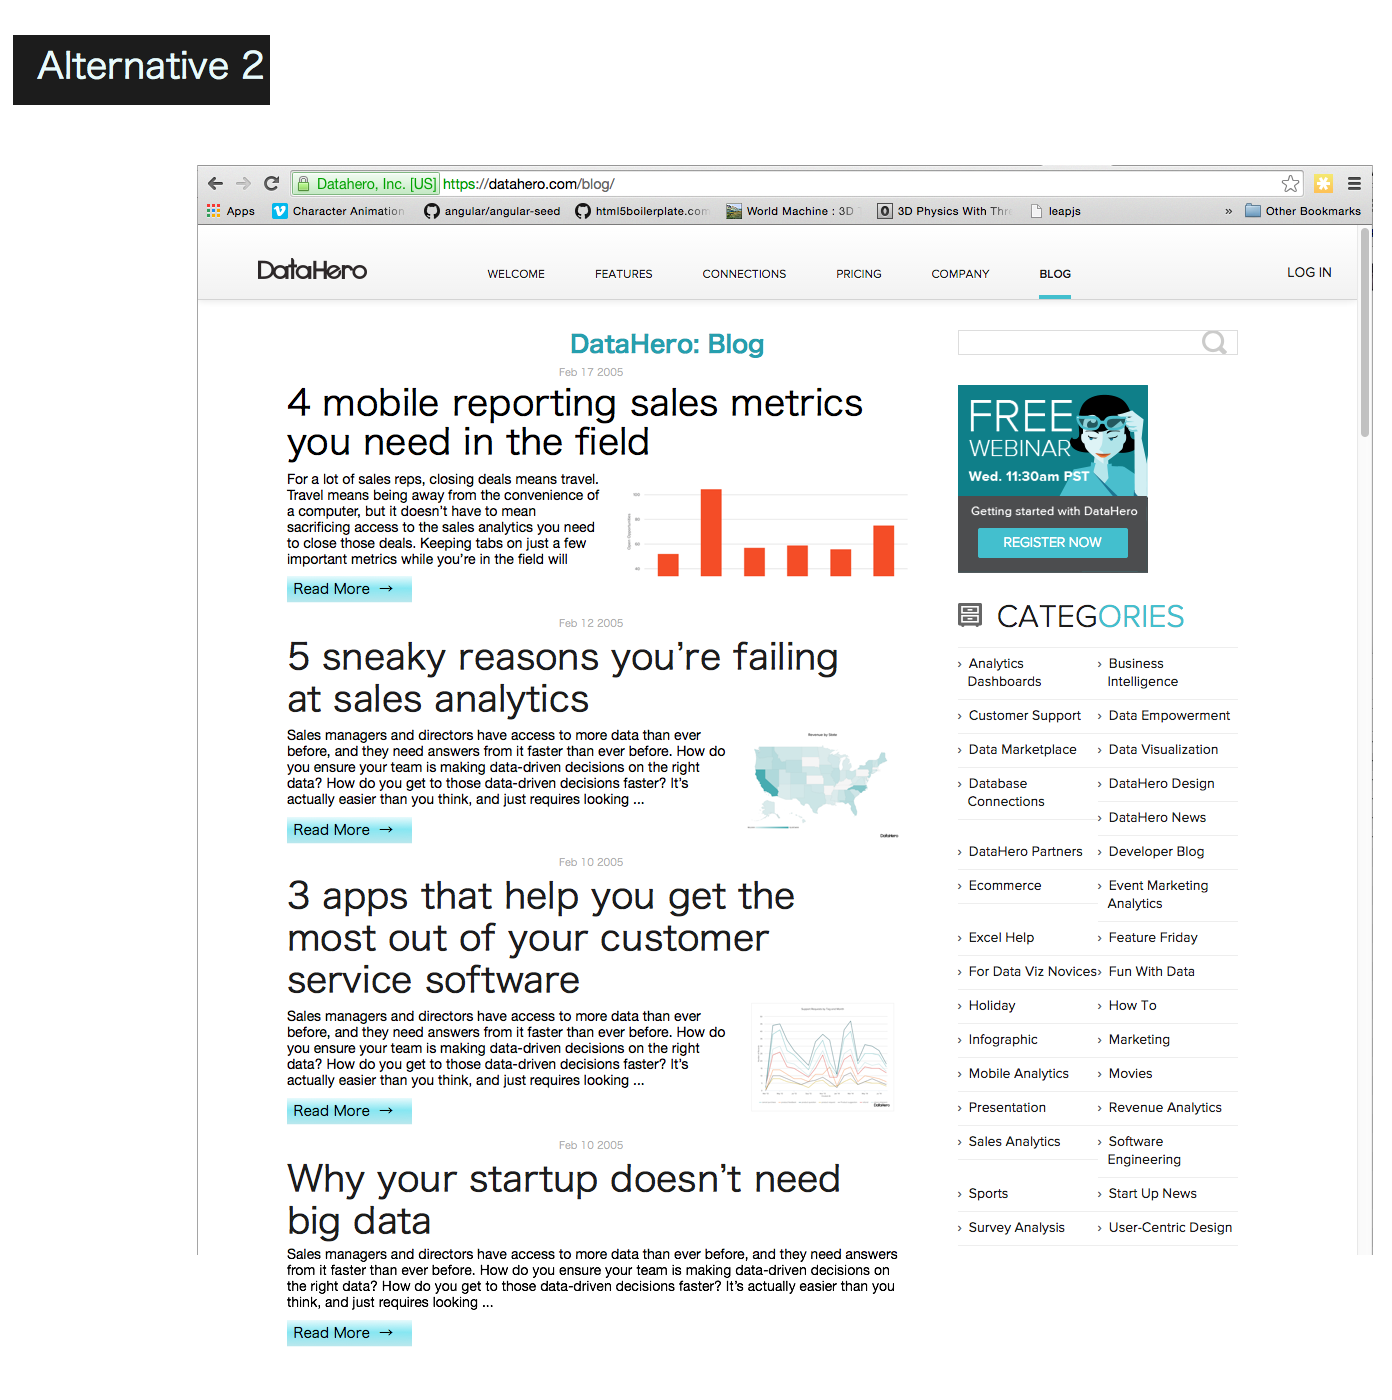 Alternative 2
Datahero, Inc. [US] https://datahero.com/blog/
Apps Character Animation angular/angular-seed html5boilerplate.com World Machine : 3D 3D Physics With Thr leapjs » Other Bookmarks
DataHero WELCOME FEATURES CONNECTIONS PRICING COMPANY BLOG LOG IN
DataHero: Blog
Feb 17 2005
4 mobile reporting sales metrics
you need in the field
For a lot of sales reps, closing deals means travel.
Travel means being away from the convenience of
a computer, but it doesn't have to mean
sacrificing access to the sales analytics you need
to close those deals. Keeping tabs on just a few
important metrics while you're in the field will
Read More →
Open Opportunities
100
80
60
40
Feb 12 2005
5 sneaky reasons you're failing
at sales analytics
Sales managers and directors have access to more data than ever
before, and they need answers from it faster than ever before. How do
you ensure your team is making data-driven decisions on the right
data? How do you get to those data-driven decisions faster? It's
actually easier than you think, and just requires looking ...
Read More →
Revenue by State
DataHero
Feb 10 2005
3 apps that help you get the
most out of your customer
service software
Sales managers and directors have access to more data than ever
before, and they need answers from it faster than ever before. How do
you ensure your team is making data-driven decisions on the right
data? How do you get to those data-driven decisions faster? It's
actually easier than you think, and just requires looking ...
Read More →
DataHero
Feb 10 2005
Why your startup doesn't need
big data
Sales managers and directors have access to more data than ever before, and they need answers
from it faster than ever before. How do you ensure your team is making data-driven decisions on
the right data? How do you get to those data-driven decisions faster? It's actually easier than you
think, and just requires looking ...
Read More →
FREE
WEBINAR
Wed. 11:30am PST
Getting started with DataHero
REGISTER NOW
CATEGORIES
› Analytics
Dashboards
› Business
Intelligence
› Customer Support
› Data Empowerment
› Data Marketplace
› Data Visualization
› Database
Connections
› DataHero Design
› DataHero News
› DataHero Partners
› Developer Blog
› Ecommerce
› Event Marketing
Analytics
› Excel Help
› Feature Friday
› For Data Viz Novices
› Fun With Data
› Holiday
› How To
› Infographic
› Marketing
› Mobile Analytics
› Movies
› Presentation
› Revenue Analytics
› Sales Analytics
› Software
Engineering
› Sports
› Start Up News
› Survey Analysis
› User-Centric Design